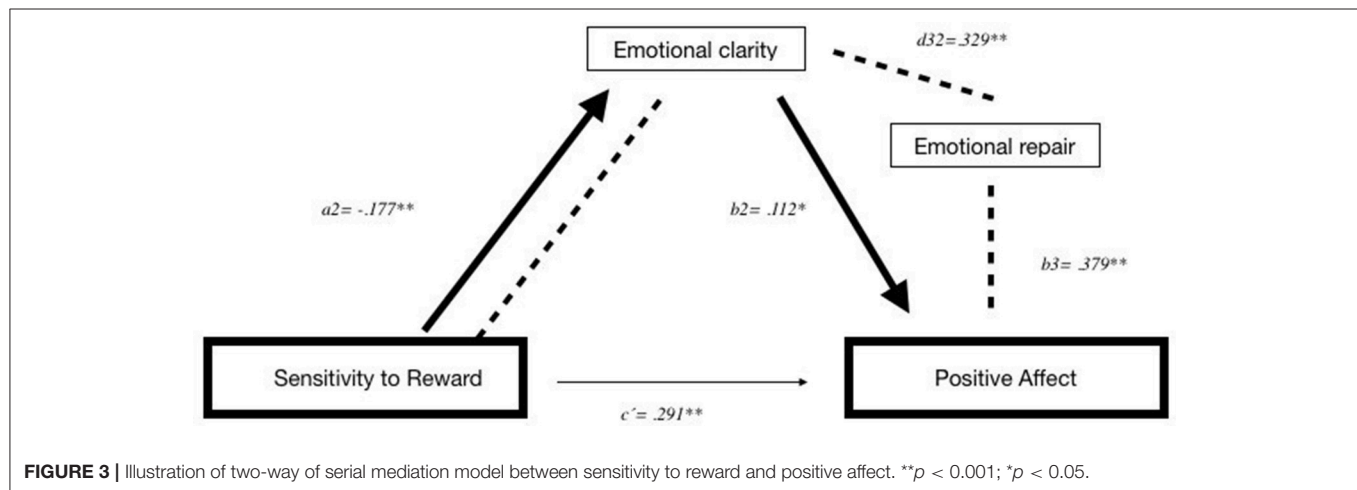 d32=.329**
Emotional clarity
Emotional repair
a2= -.177**
b2= .112*
b3= .379**
Sensitivity to Reward
Positive Affect
c´= .291**
FIGURE 3 | Illustration of two-way of serial mediation model between sensitivity to reward and positive affect. **p < 0.001; *p < 0.05.